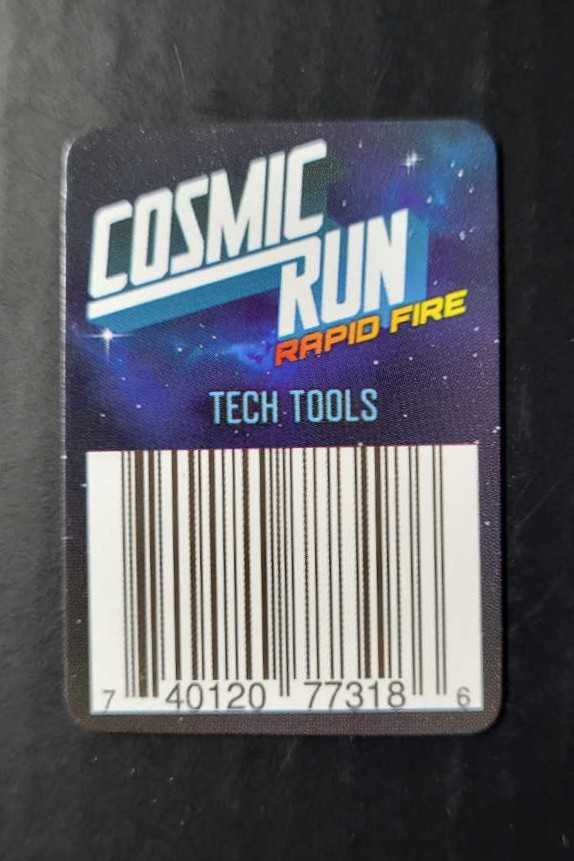 COSMIC
RUN
RAPID FIRE
TECH TOOLS
7 40120 77318 6